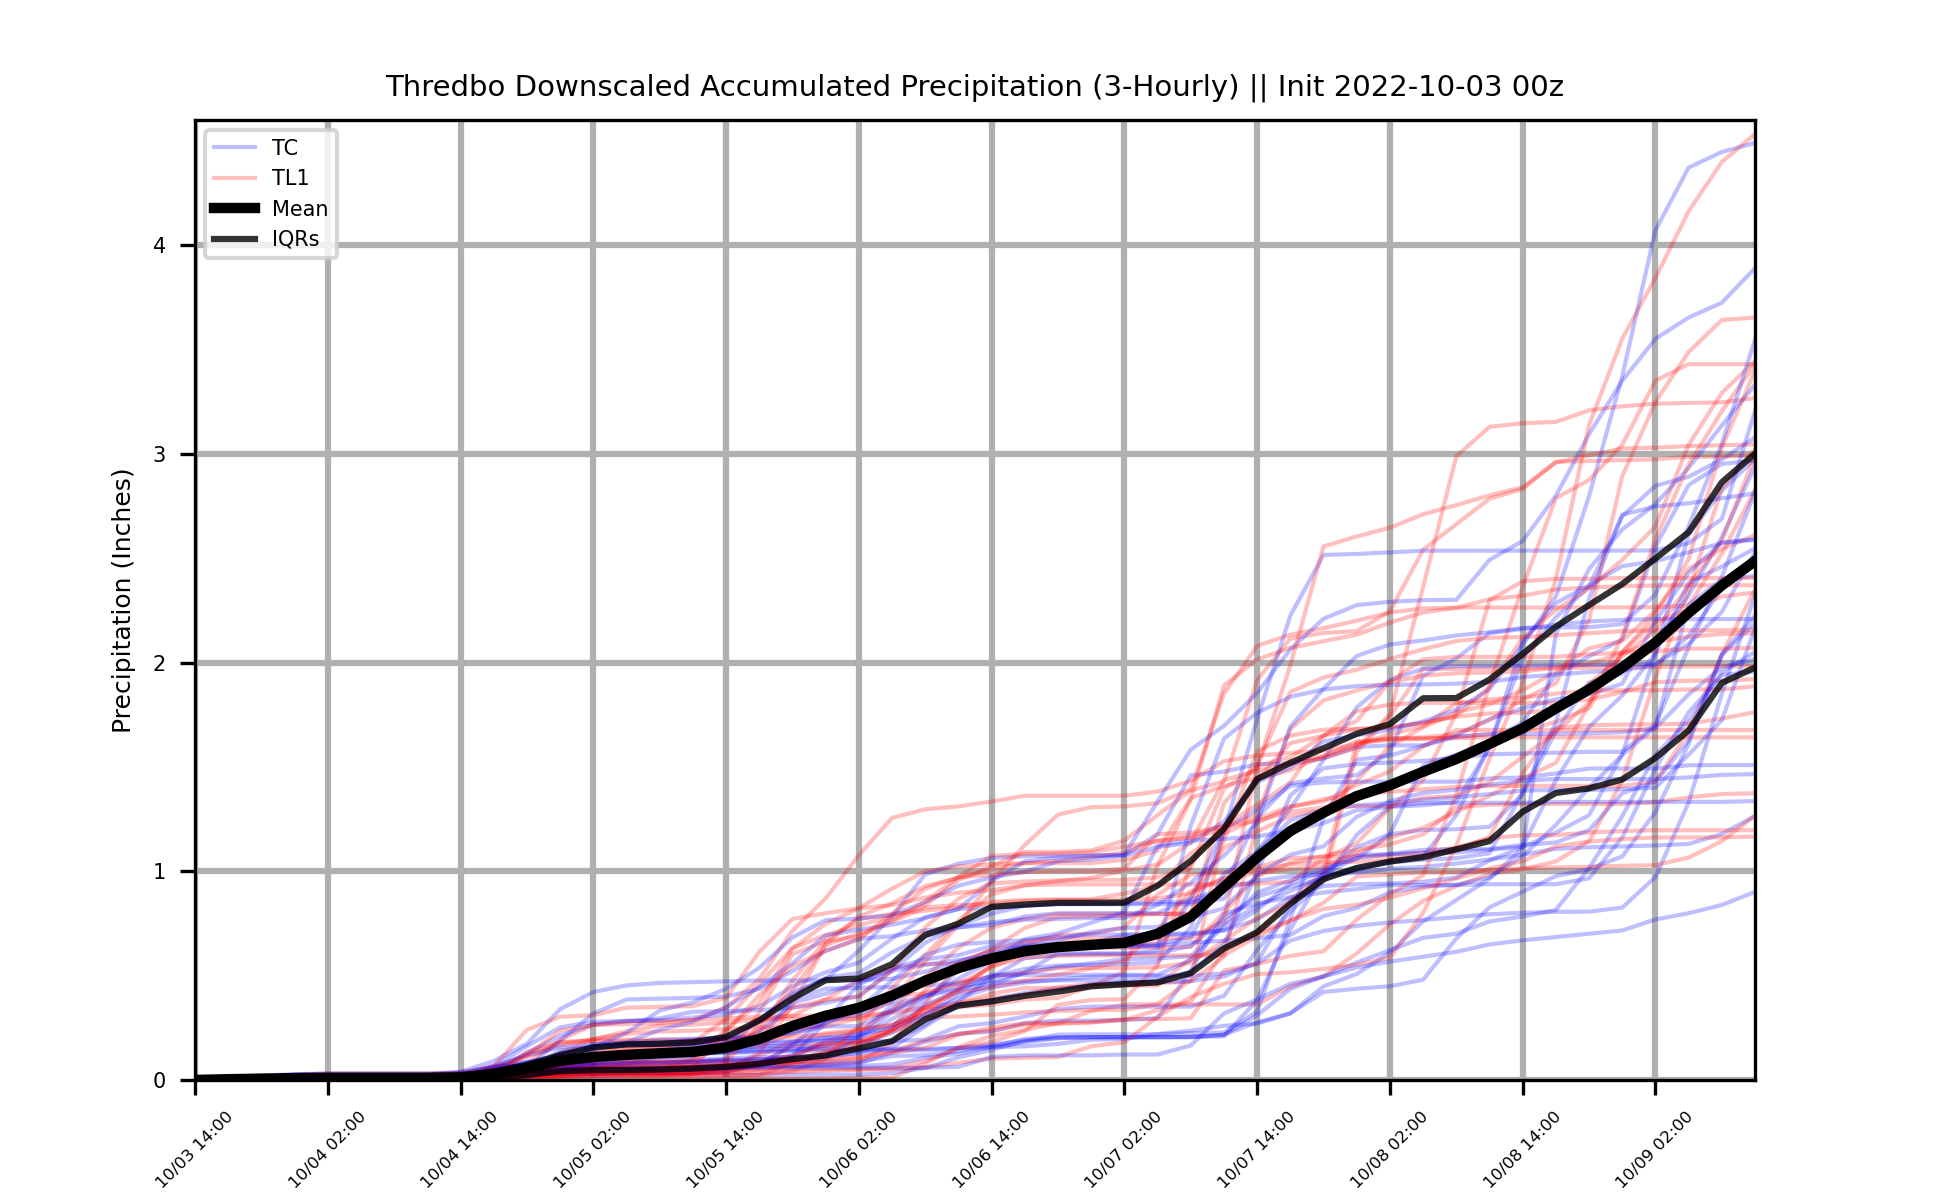 Thredbo Downscaled Accumulated Precipitation (3-Hourly) || Init 2022-10-03 00z
TC
TL1
Mean
IQRs
Precipitation (Inches)
4
3
2
1
0
10/03 14:00
10/04 02:00
10/04 14:00
10/05 02:00
10/05 14:00
10/06 02:00
10/06 14:00
10/07 02:00
10/07 14:00
10/08 02:00
10/08 14:00
10/09 02:00